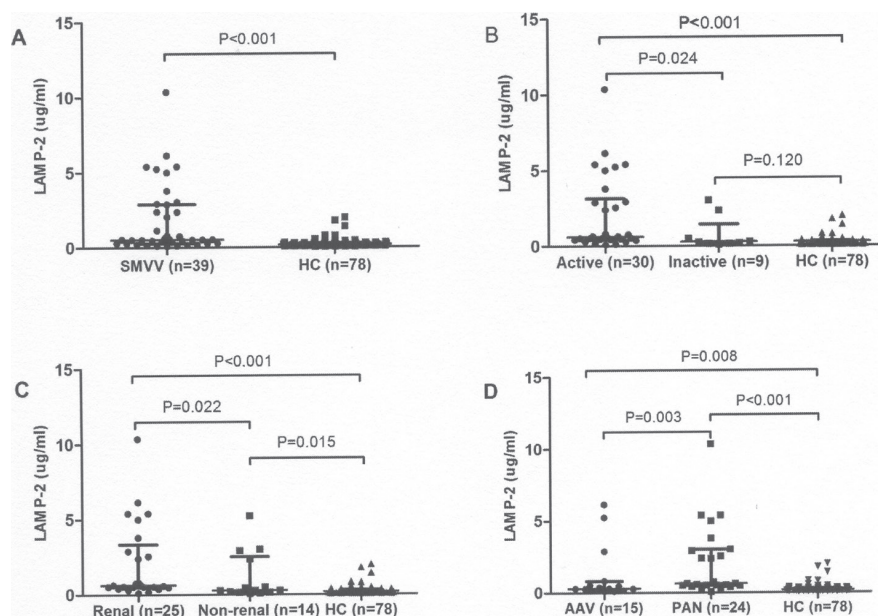 A
LAMP-2 (ug/ml)
15
10
5
0
P<0.001
SMVV (n=39)
HC (n=78)
B
LAMP-2 (ug/ml)
15
10
5
0
P<0.001
P=0.024
P=0.120
Active (n=30)
Inactive (n=9)
HC (n=78)
C
LAMP-2 (ug/ml)
15
10
5
0
P<0.001
P=0.022
P=0.015
Renal (n=25)
Non-renal (n=14)
HC (n=78)
D
LAMP-2 (ug/ml)
15
10
5
0
P=0.008
P<0.001
P=0.003
AAV (n=15)
PAN (n=24)
HC (n=78)